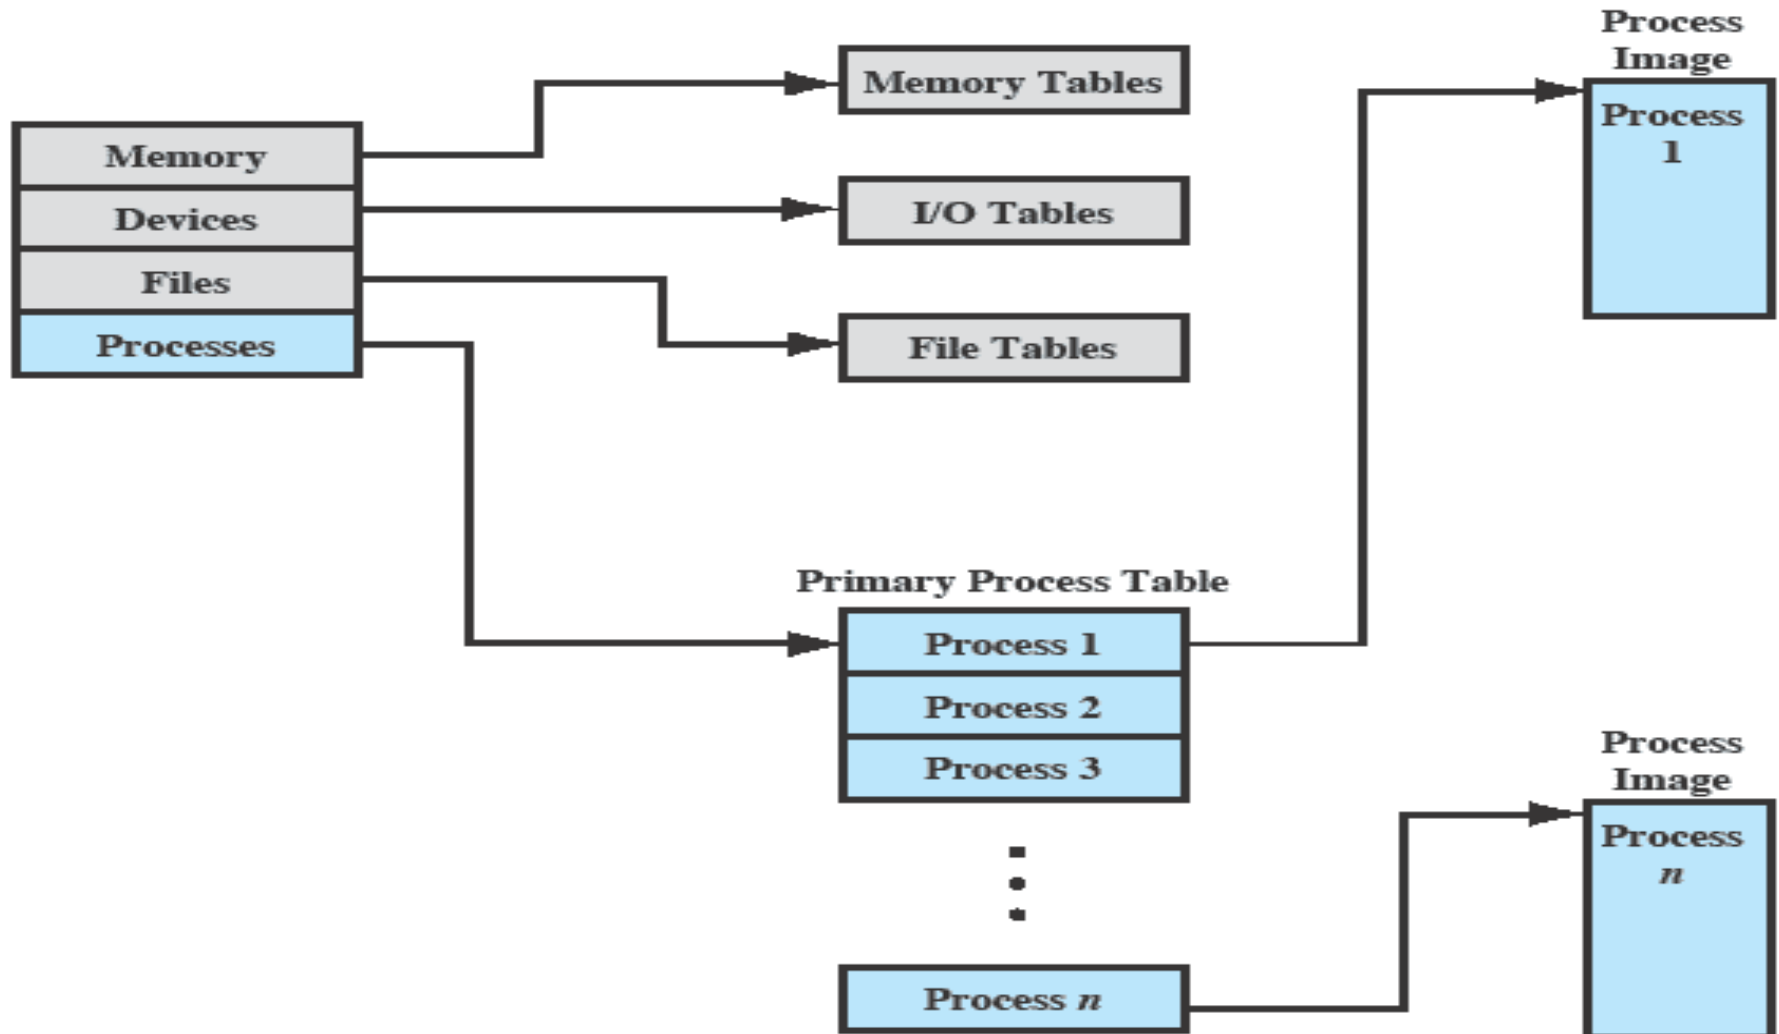 Memory
Devices
Files
Processes
Memory Tables
I/O Tables
File Tables
Primary Process Table
Process 1
Process 2
Process 3
Process n
Process
Image
Process
1
Process
Image
Process
n